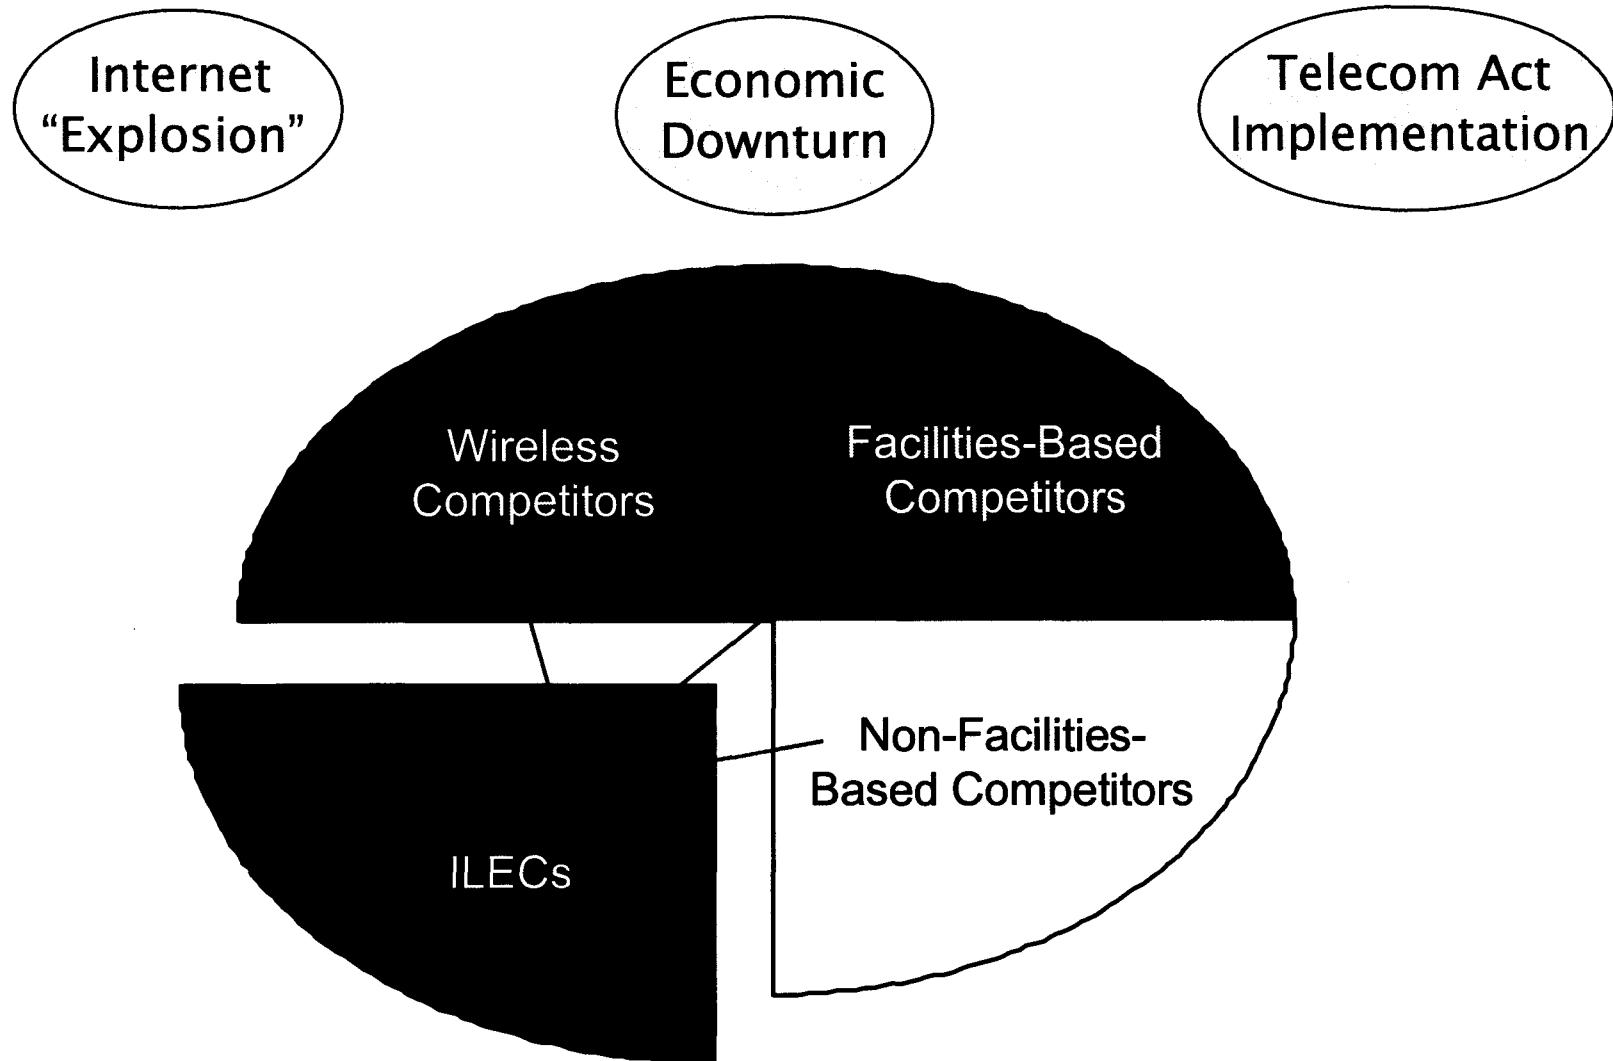 Internet
“Explosion”
Economic
Downturn
Telecom Act
Implementation
Wireless
Competitors
Facilities-Based
Competitors
Non-Facilities-
Based Competitors
ILECs